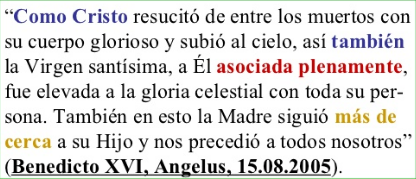 “Como Cristo resucitó de entre los muertos con
su cuerpo glorioso y subió al cielo, así también
la Virgen santísima, a Él asociada plenamente,
fue elevada a la gloria celestial con toda su per-
sona. También en esto la Madre siguió más de
cerca a su Hijo y nos precedió a todos nosotros”
(Benedicto XVI, Angelus, 15.08.2005).